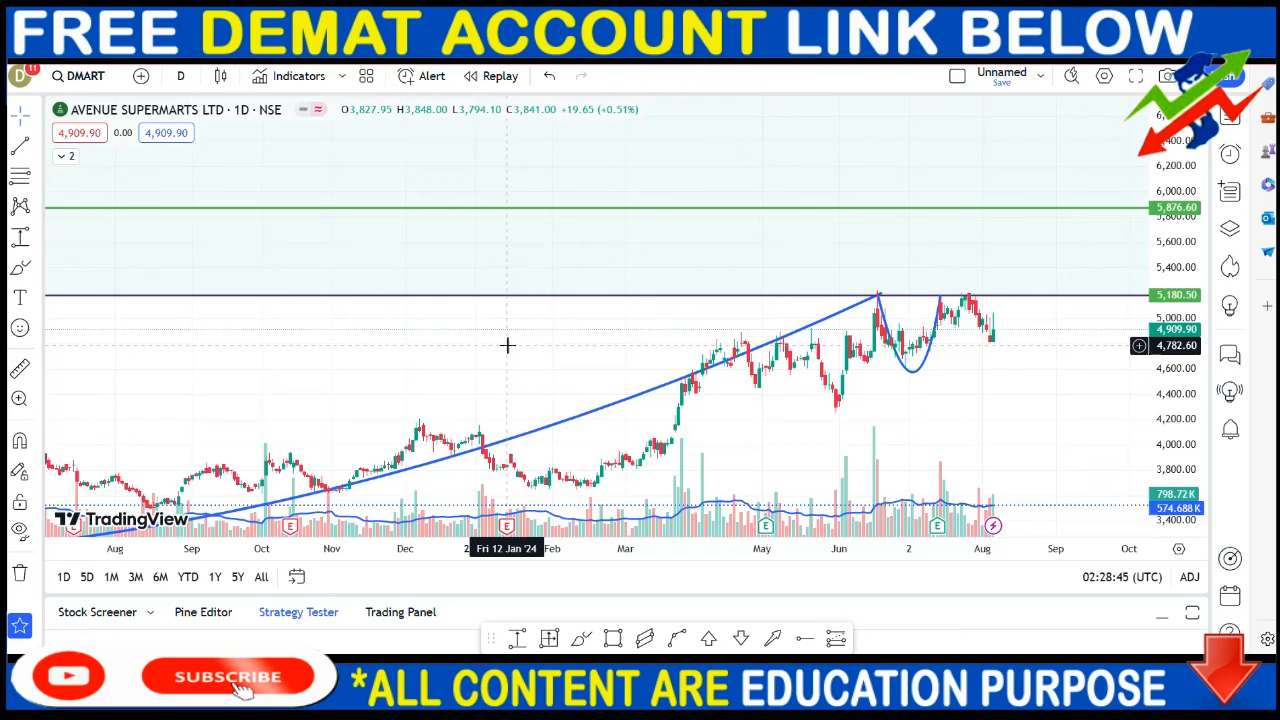 FREE DEMAT ACCOUNT LINK BELOW
D 11 DMART D Indicators Alert Replay Unnamed Save
AVENUE SUPERMARTS LTD · 1D · NSE O3,827.95 H3,848.00 L3,794.10 C3,841.00 +19.65 (+0.51%)
4,909.90 0.00 4,909.90
2
6,400.00
6,200.00
6,000.00
5,876.60
5,800.00
5,600.00
5,400.00
5,180.50
5,000.00
4,909.90
4,782.60
4,600.00
4,400.00
4,200.00
4,000.00
3,800.00
798.72K
574.688K
3,400.00
TradingView
E E E E
Aug Sep Oct Nov Dec Fri 12 Jan '24 Feb Mar May Jun 2 Aug Sep Oct
1D 5D 1M 3M 6M YTD 1Y 5Y All 02:28:45 (UTC) ADJ
Stock Screener Pine Editor Strategy Tester Trading Panel
SUBSCRIBE
*ALL CONTENT ARE EDUCATION PURPOSE